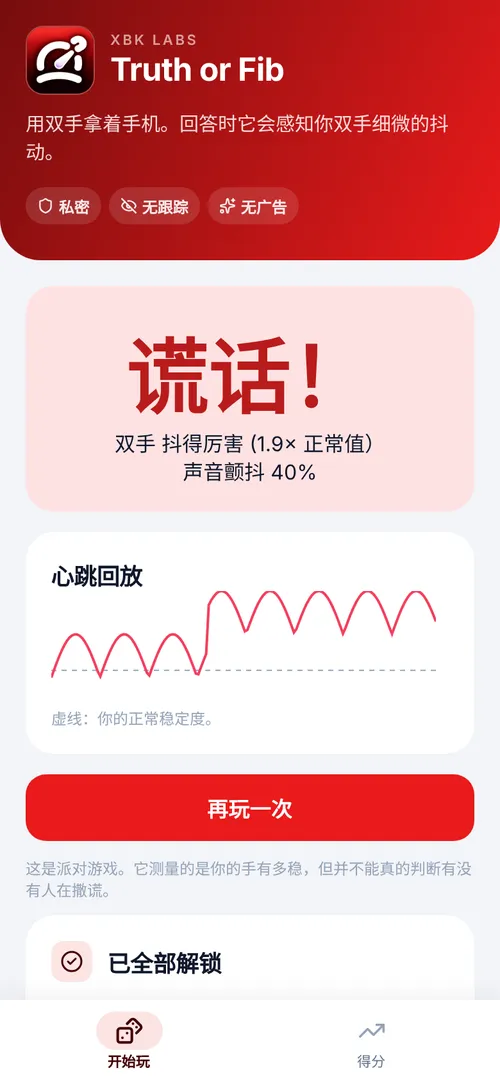 XBK LABS
Truth or Fib
用双手拿着手机。回答时它会感知你双手细微的抖
动。
私密
无跟踪
无广告
谎话！
双手 抖得厉害 (1.9× 正常值）
声音颤抖 40%
心跳回放
虚线：你的正常稳定度。
再玩一次
这是派对游戏。它测量的是你的手有多稳，但并不能真的判断有没
有人在撒谎。
已全部解锁
开始玩
得分